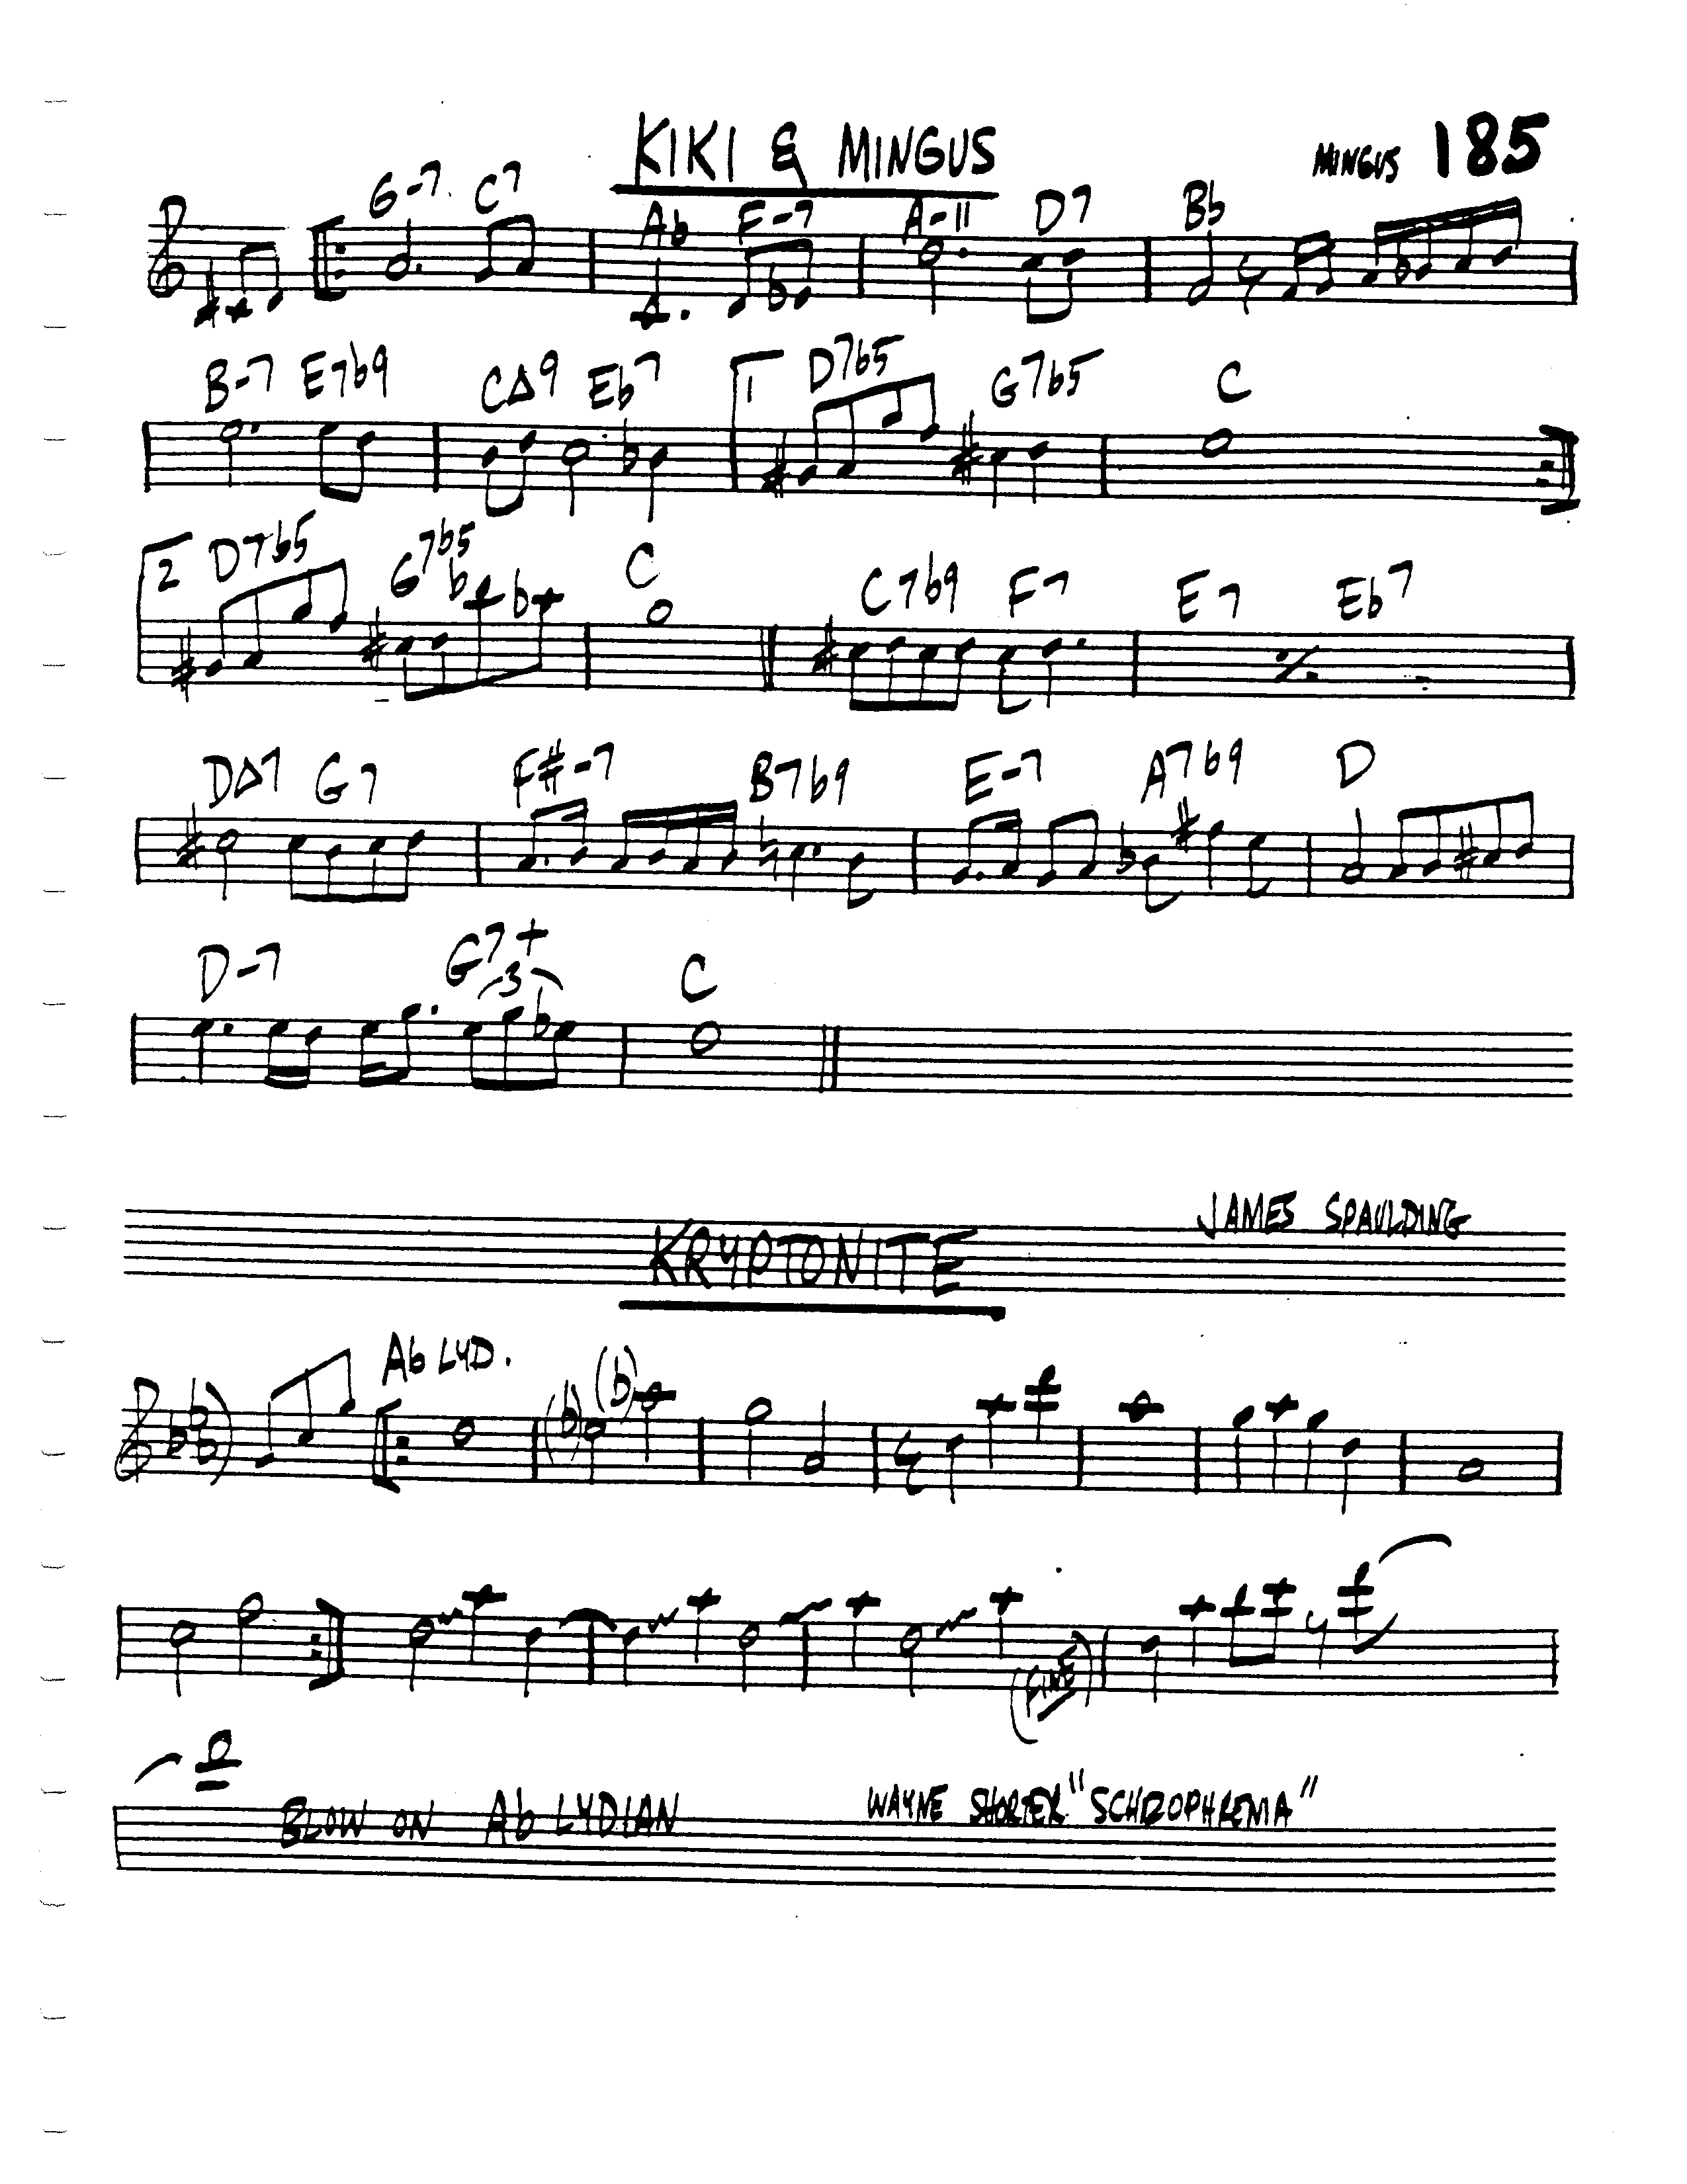 KIKI & MINGUS
MINGUS 185
G-7 C7 Ab F-7 A-11 D7 Bb
B-7 E7b9 CΔ9 Eb7 1 D7b5 G7b5 C
2 D7b5 G7b5 C C7b9 F7 E7 Eb7
DΔ7 G7 F#-7 B7b9 E-7 A7b9 D
D-7 G7+ C
3
JAMES SPAULDING
KRYPTONITE
Ab LYD.
(FINE)
BLOW ON Ab LYDIAN WAYNE SHORTER "SCHIZOPHRENIA"